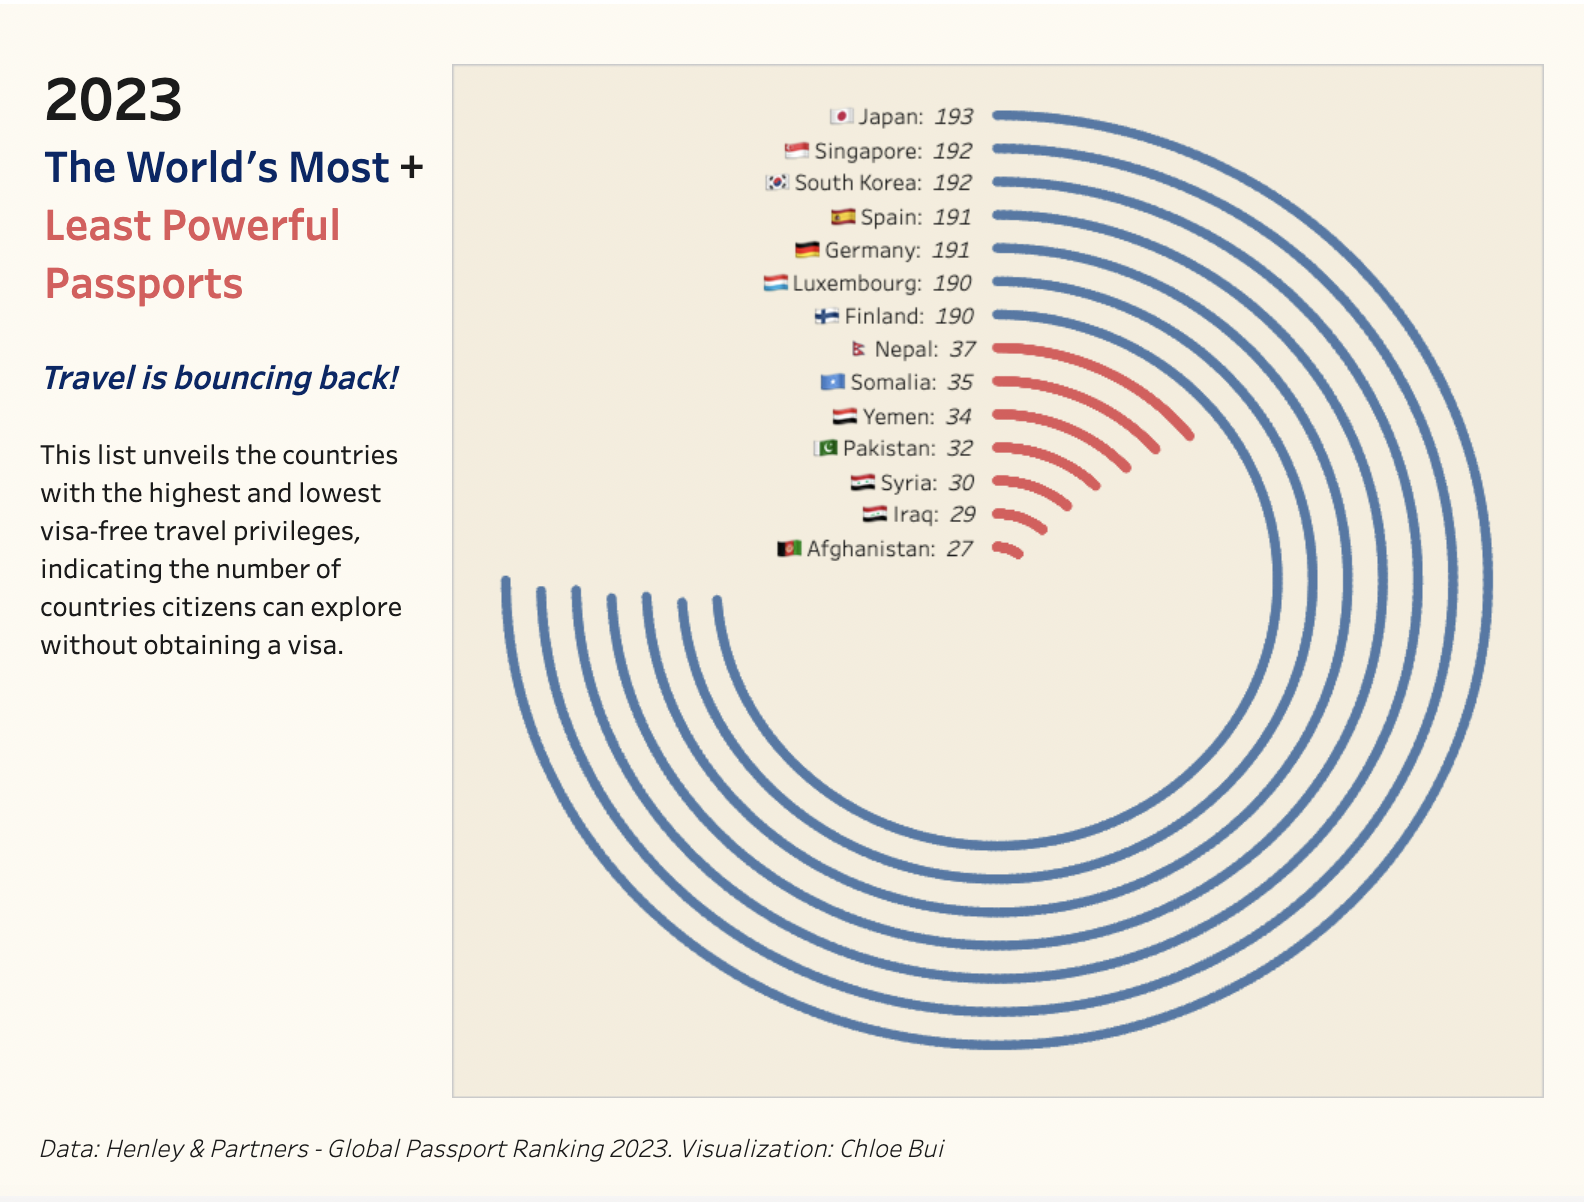 2023
The World's Most +
Least Powerful
Passports
Travel is bouncing back!
This list unveils the countries
with the highest and lowest
visa-free travel privileges,
indicating the number of
countries citizens can explore
without obtaining a visa.
Japan: 193
Singapore: 192
South Korea: 192
Spain: 191
Germany: 191
Luxembourg: 190
Finland: 190
Nepal: 37
Somalia: 35
Yemen: 34
Pakistan: 32
Syria: 30
Iraq: 29
Afghanistan: 27
Data: Henley & Partners - Global Passport Ranking 2023. Visualization: Chloe Bui